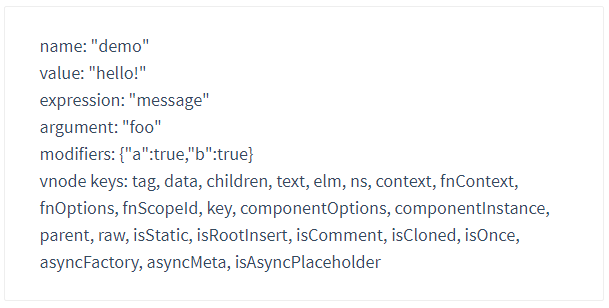 name: "demo"
value: "hello!"
expression: "message"
argument: "foo"
modifiers: {"a":true,"b":true}
vnode keys: tag, data, children, text, elm, ns, context, fnContext,
fnOptions, fnScopeId, key, componentOptions, componentInstance,
parent, raw, isStatic, isRootInsert, isComment, isCloned, isOnce,
asyncFactory, asyncMeta, isAsyncPlaceholder